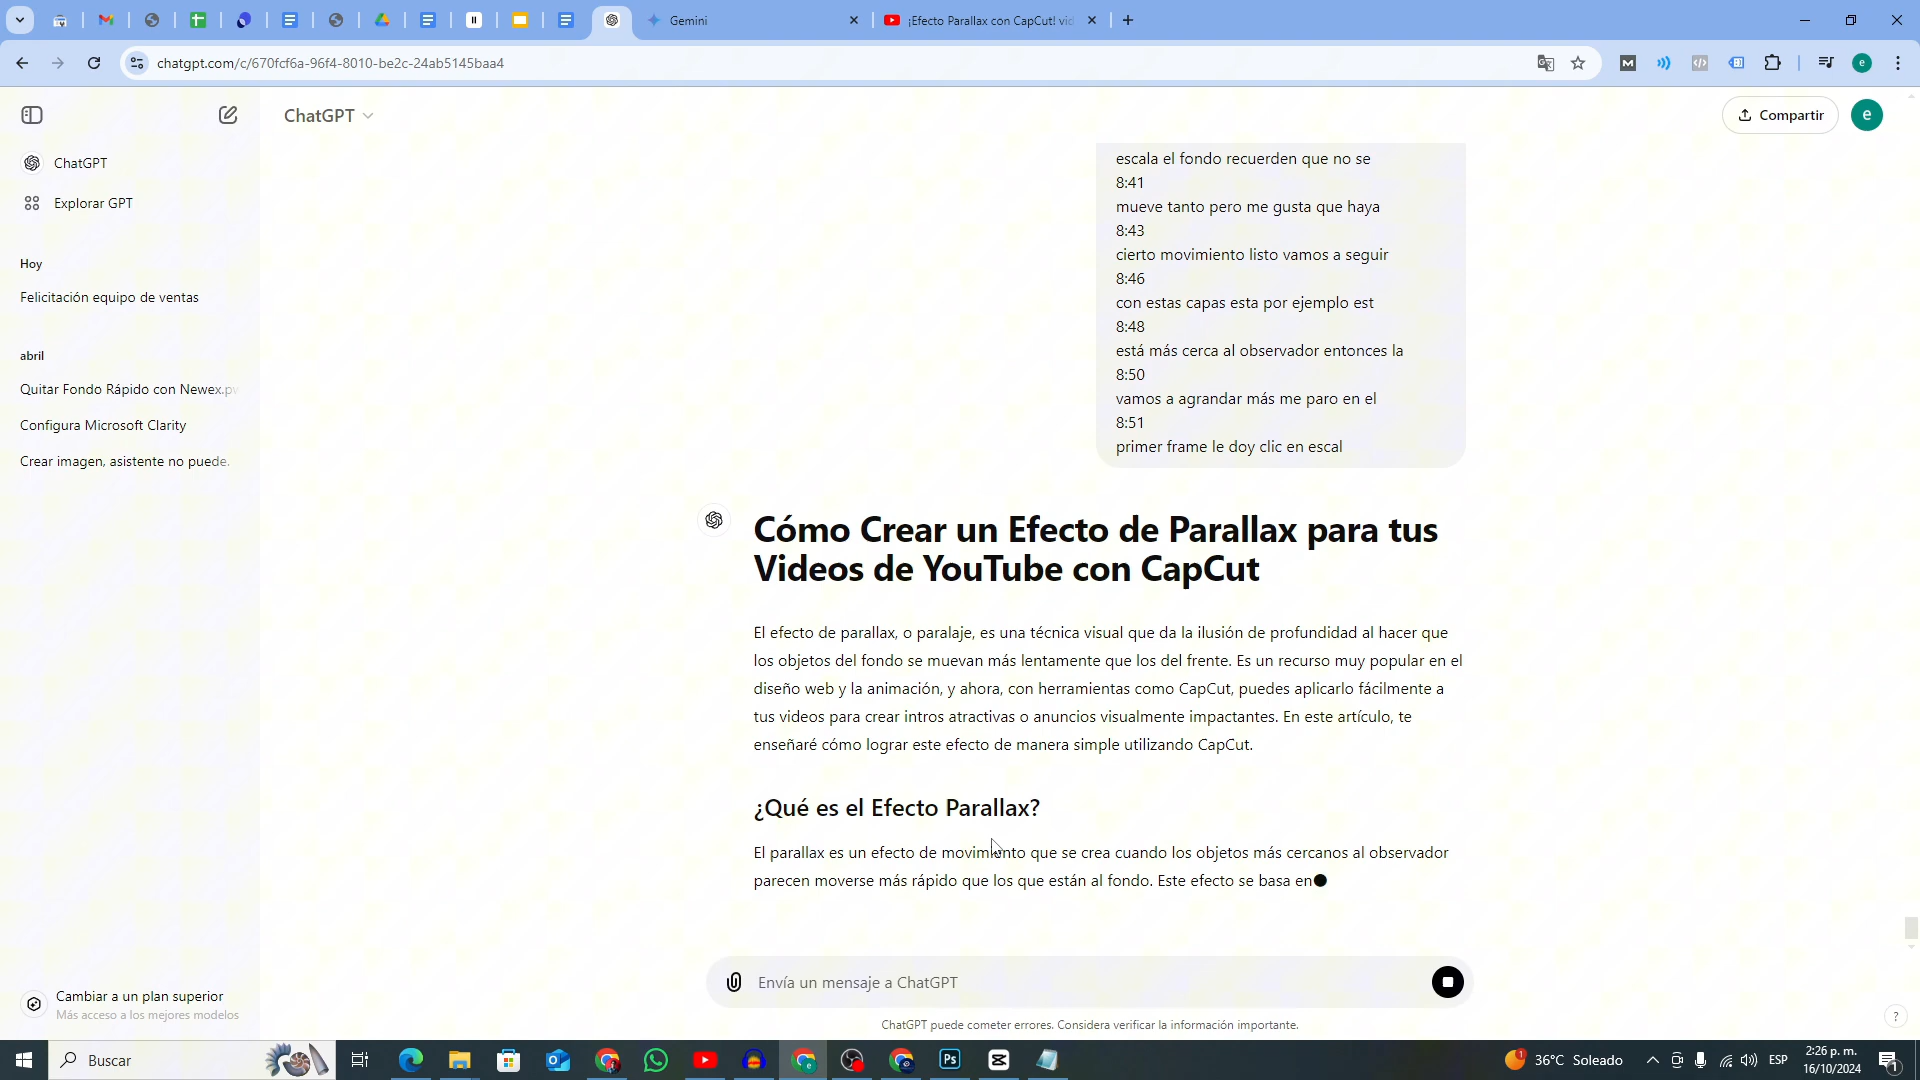 Gemini
¡Efecto Parallax con CapCut! vid
chatgpt.com/c/670fcf6a-96f4-8010-be2c-24ab5145baa4
ChatGPT
Compartir
e
ChatGPT
Explorar GPT
Hoy
Felicitación equipo de ventas
abril
Quitar Fondo Rápido con Newex.pw
Configura Microsoft Clarity
Crear imagen, asistente no puede.
escala el fondo recuerden que no se
8:41
mueve tanto pero me gusta que haya
8:43
cierto movimiento listo vamos a seguir
8:46
con estas capas esta por ejemplo est
8:48
está más cerca al observador entonces la
8:50
vamos a agrandar más me paro en el
8:51
primer frame le doy clic en escal
Cómo Crear un Efecto de Parallax para tus
Videos de YouTube con CapCut
El efecto de parallax, o paralaje, es una técnica visual que da la ilusión de profundidad al hacer que
los objetos del fondo se muevan más lentamente que los del frente. Es un recurso muy popular en el
diseño web y la animación, y ahora, con herramientas como CapCut, puedes aplicarlo fácilmente a
tus videos para crear intros atractivas o anuncios visualmente impactantes. En este artículo, te
enseñaré cómo lograr este efecto de manera simple utilizando CapCut.
¿Qué es el Efecto Parallax?
El parallax es un efecto de movimiento que se crea cuando los objetos más cercanos al observador
parecen moverse más rápido que los que están al fondo. Este efecto se basa en
Envía un mensaje a ChatGPT
ChatGPT puede cometer errores. Considera verificar la información importante.
?
Cambiar a un plan superior
Más acceso a los mejores modelos
Buscar
Ps
1
36°C Soleado
ESP
2:26 p. m.
16/10/2024
1